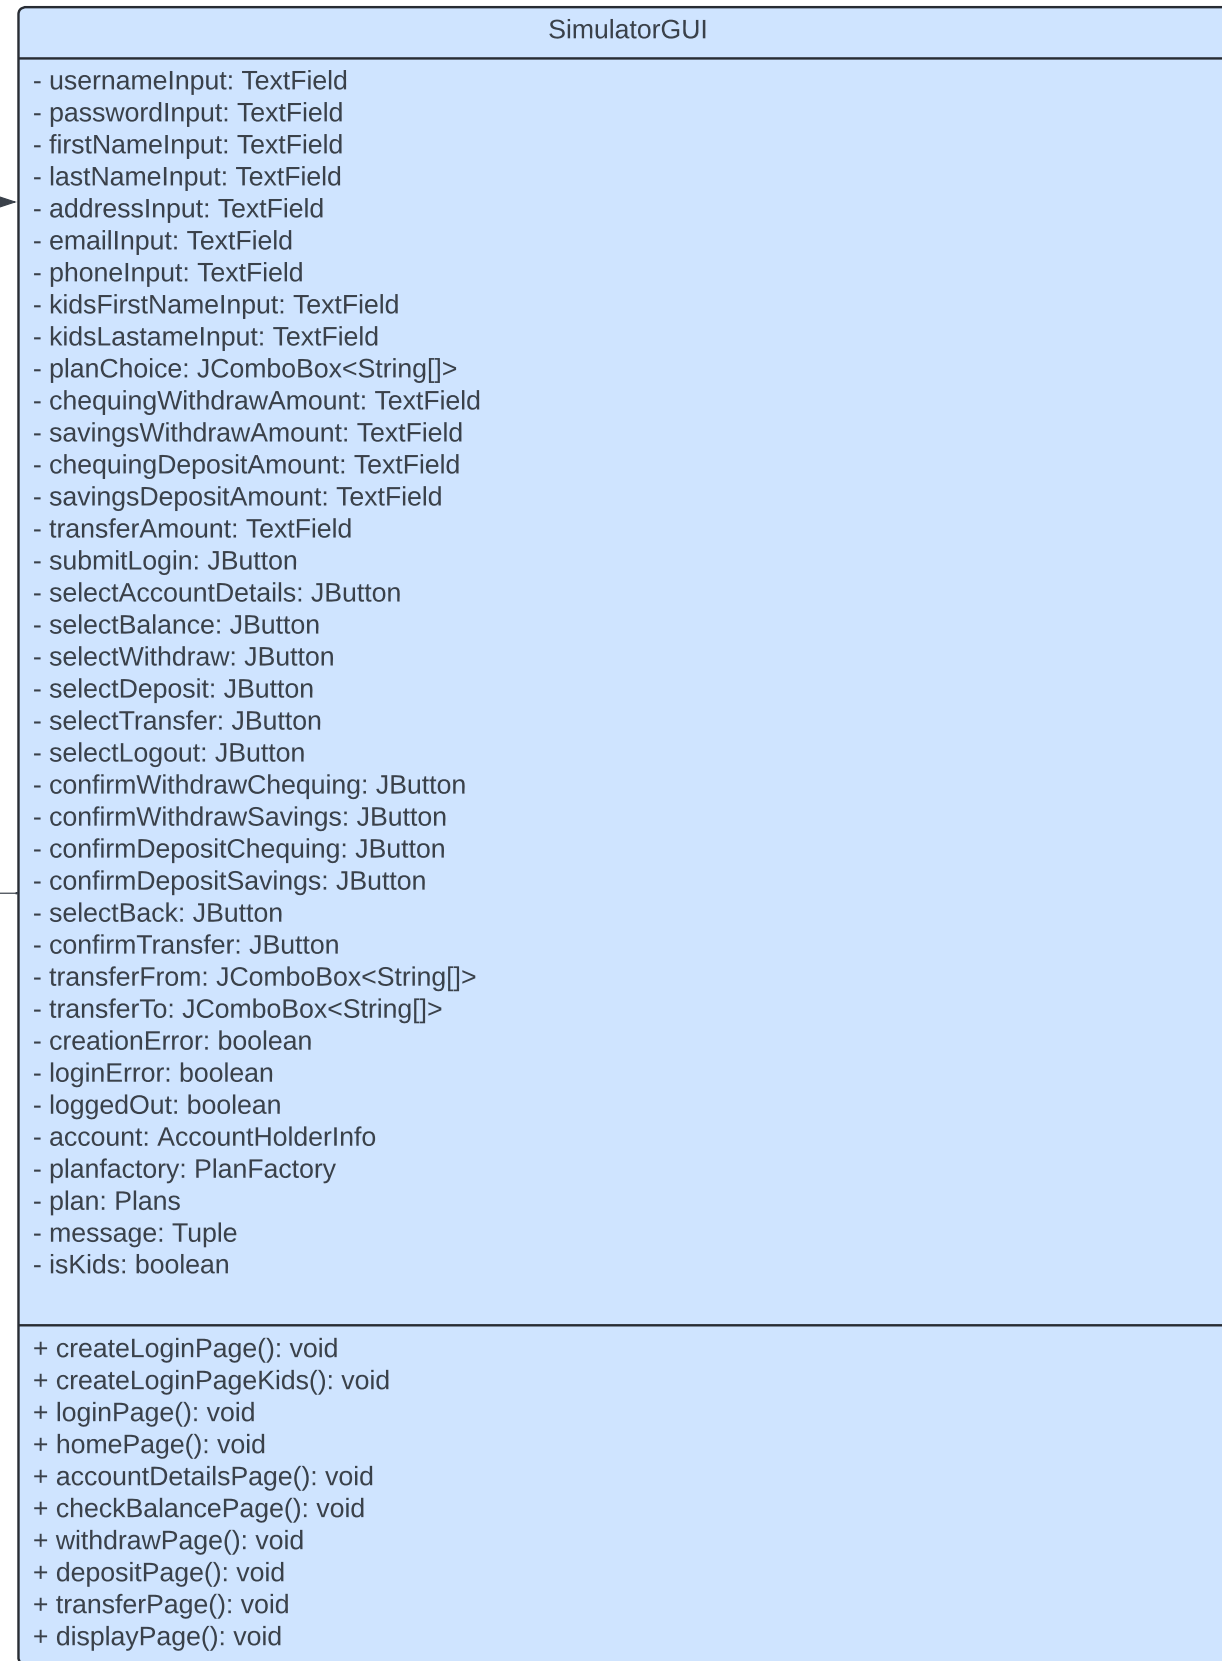 SimulatorGUI
- usernameInput: TextField
- passwordInput: TextField
- firstNameInput: TextField
- lastNameInput: TextField
- addressInput: TextField
- emailInput: TextField
- phoneInput: TextField
- kidsFirstNameInput: TextField
- kidsLastameInput: TextField
- planChoice: JComboBox<String[]>
- chequingWithdrawAmount: TextField
- savingsWithdrawAmount: TextField
- chequingDepositAmount: TextField
- savingsDepositAmount: TextField
- transferAmount: TextField
- submitLogin: JButton
- selectAccountDetails: JButton
- selectBalance: JButton
- selectWithdraw: JButton
- selectDeposit: JButton
- selectTransfer: JButton
- selectLogout: JButton
- confirmWithdrawChequing: JButton
- confirmWithdrawSavings: JButton
- confirmDepositChequing: JButton
- confirmDepositSavings: JButton
- selectBack: JButton
- confirmTransfer: JButton
- transferFrom: JComboBox<String[]>
- transferTo: JComboBox<String[]>
- creationError: boolean
- loginError: boolean
- loggedOut: boolean
- account: AccountHolderInfo
- planfactory: PlanFactory
- plan: Plans
- message: Tuple
- isKids: boolean
+ createLoginPage(): void
+ createLoginPageKids(): void
+ loginPage(): void
+ homePage(): void
+ accountDetailsPage(): void
+ checkBalancePage(): void
+ withdrawPage(): void
+ depositPage(): void
+ transferPage(): void
+ displayPage(): void